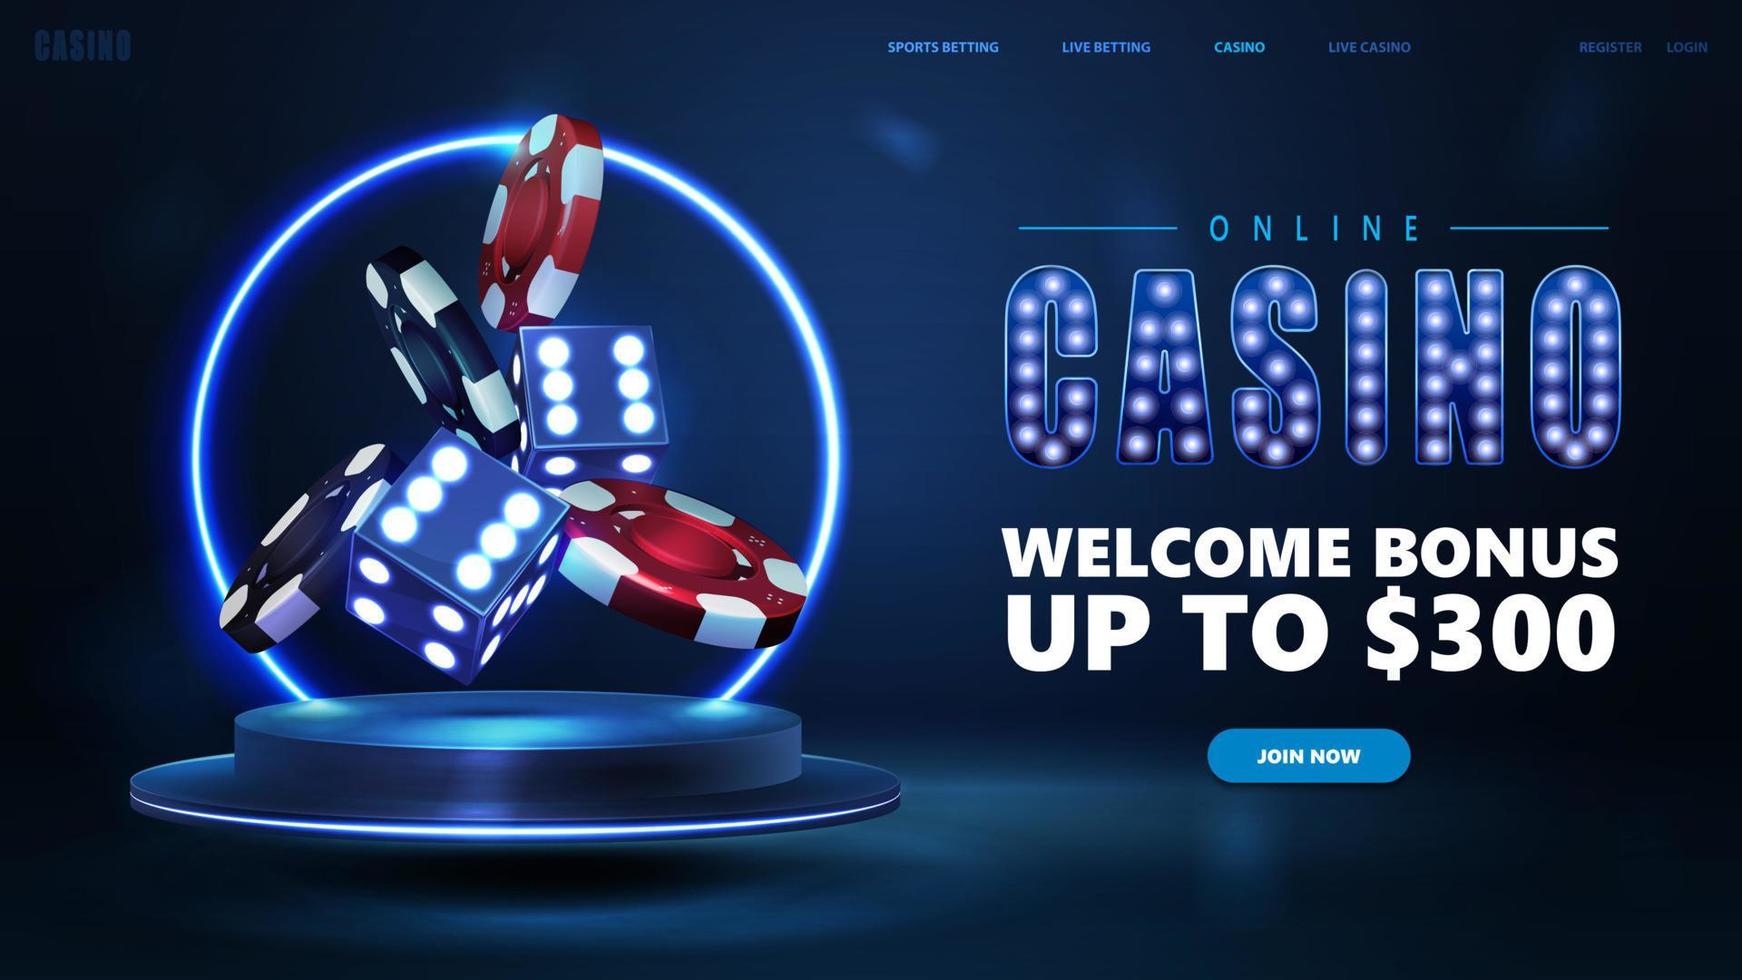 CASINO
SPORTS BETTING LIVE BETTING CASINO LIVE CASINO REGISTER LOGIN
ONLINE
CASINO
WELCOME BONUS
UP TO $300
JOIN NOW